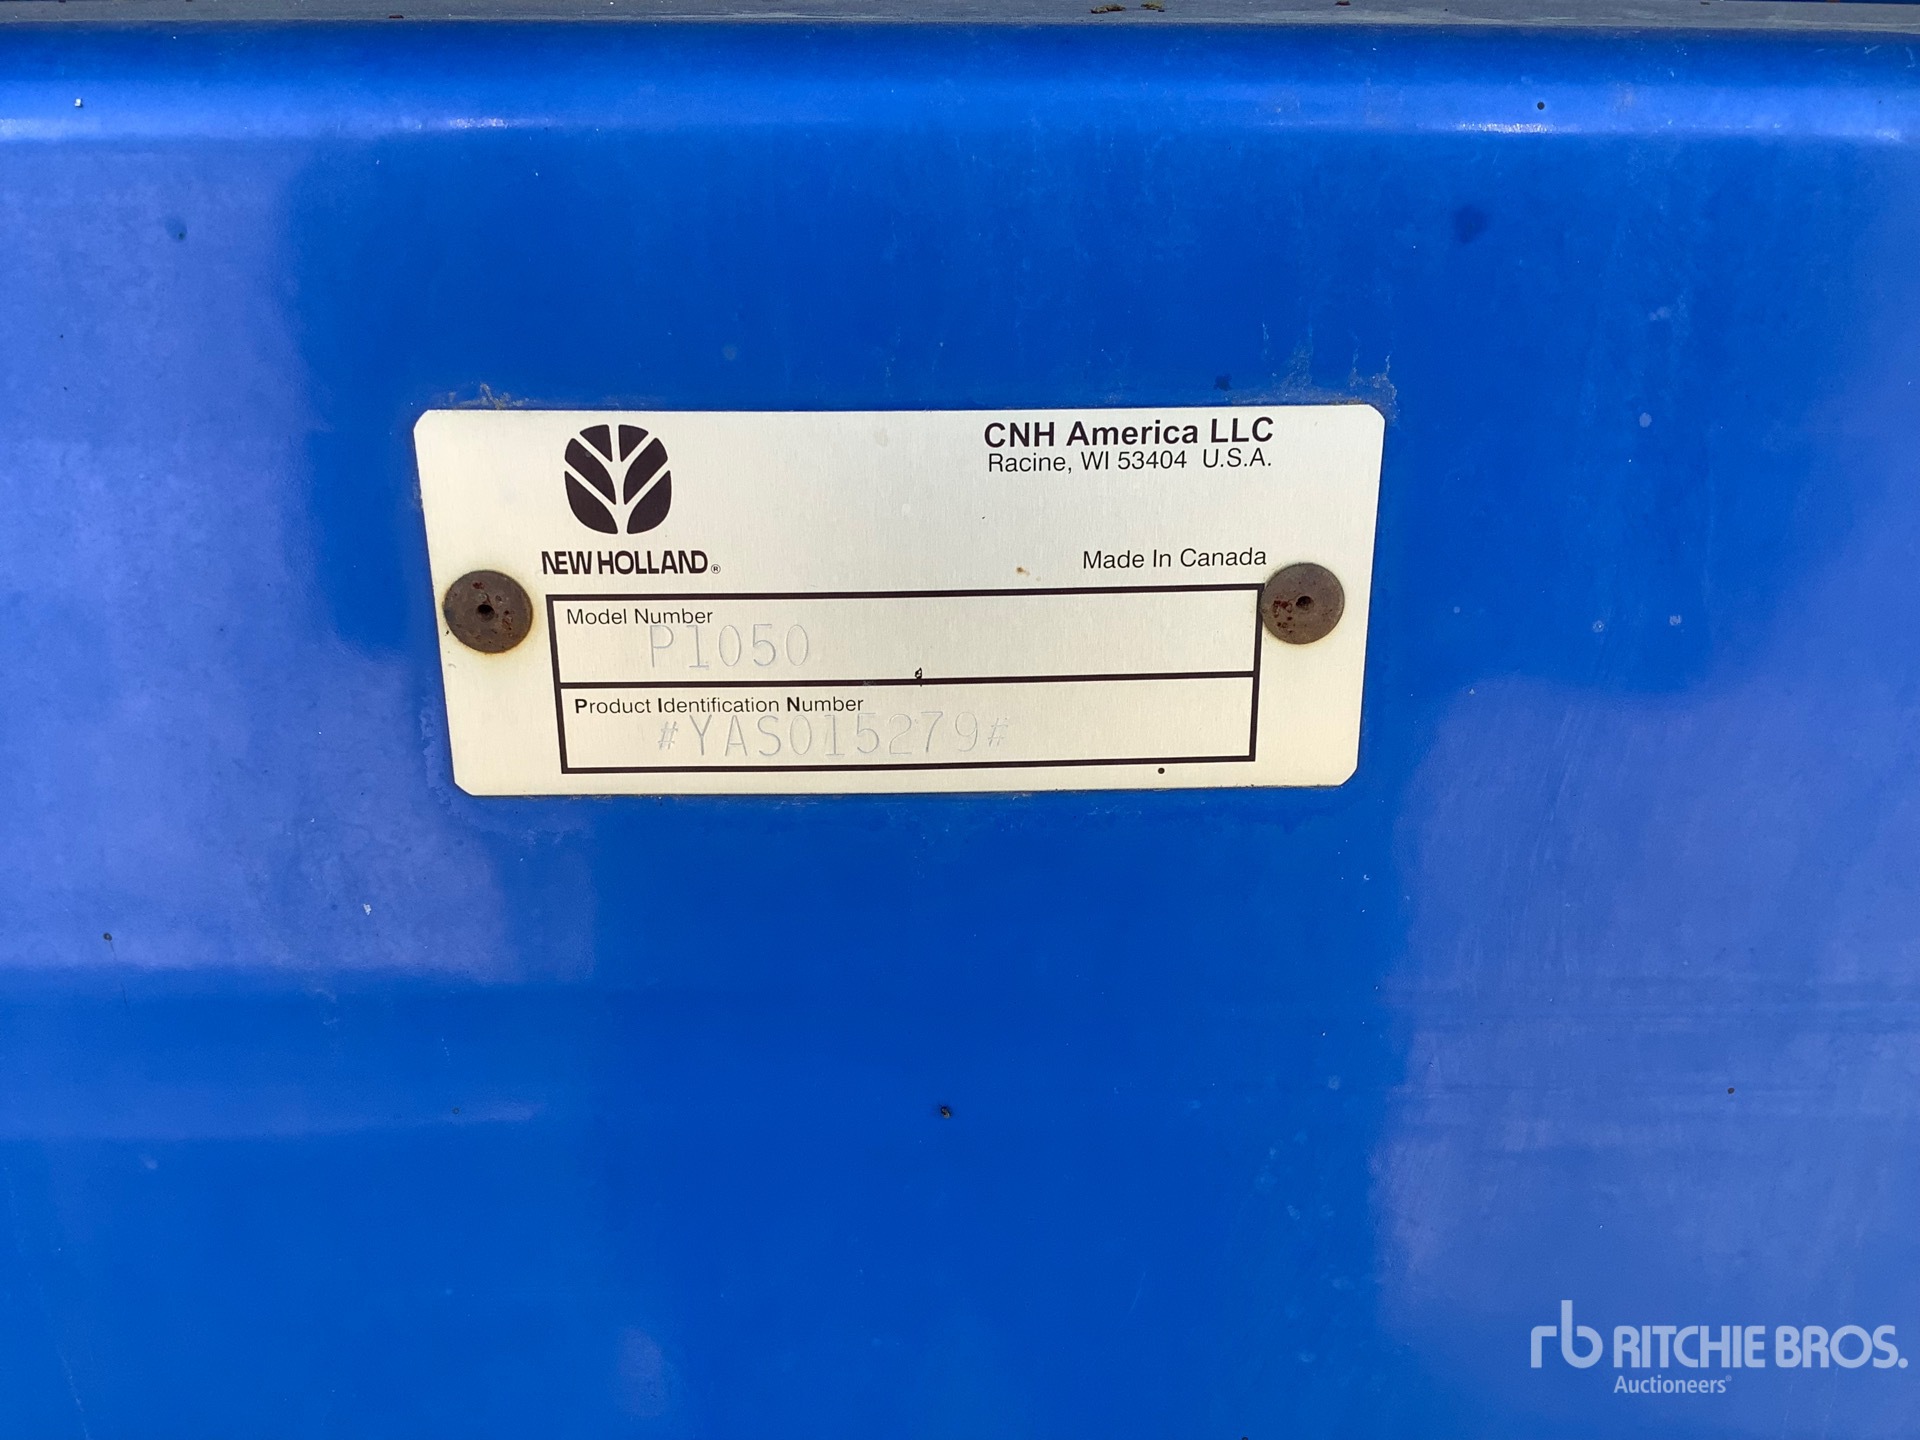 CNH America LLC
Racine, WI 53404 U.S.A.
NEW HOLLAND®
Made In Canada
Model Number
P1050
Product Identification Number
#YAS015279#
rb RITCHIE BROS.
Auctioneers®